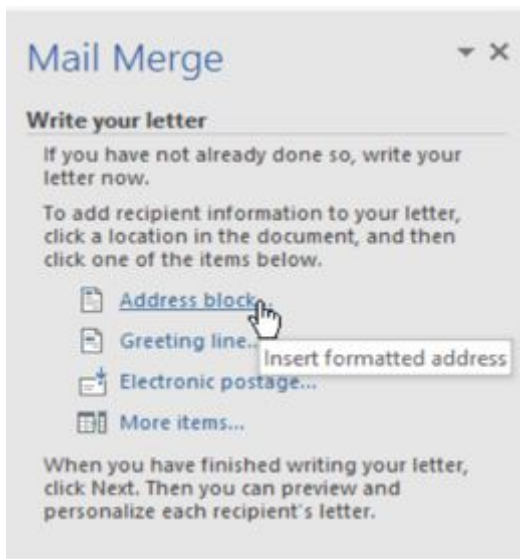 Mail Merge
Write your letter
If you have not already done so, write your
letter now.
To add recipient information to your letter,
click a location in the document, and then
click one of the items below.
Address block...
Greeting line...
Insert formatted address
Electronic postage...
More items...
When you have finished writing your letter,
click Next. Then you can preview and
personalize each recipient's letter.